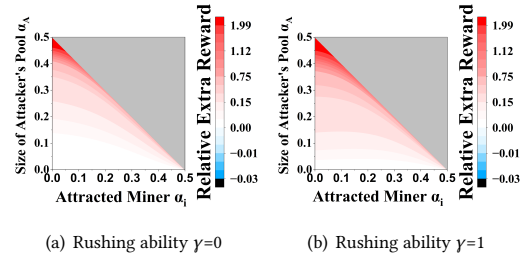 Size of Attacker's Pool αA
0.5
0.4
0.3
0.2
0.1
0.0
0.0 0.1 0.2 0.3 0.4 0.5
Attracted Miner αi
Relative Extra Reward
1.99
1.12
0.75
0.15
0.00
−0.01
−0.03
(a) Rushing ability γ=0
Size of Attacker's Pool αA
0.5
0.4
0.3
0.2
0.1
0.0
0.0 0.1 0.2 0.3 0.4 0.5
Attracted Miner αi
Relative Extra Reward
1.99
1.12
0.75
0.15
0.00
−0.01
−0.03
(b) Rushing ability γ=1